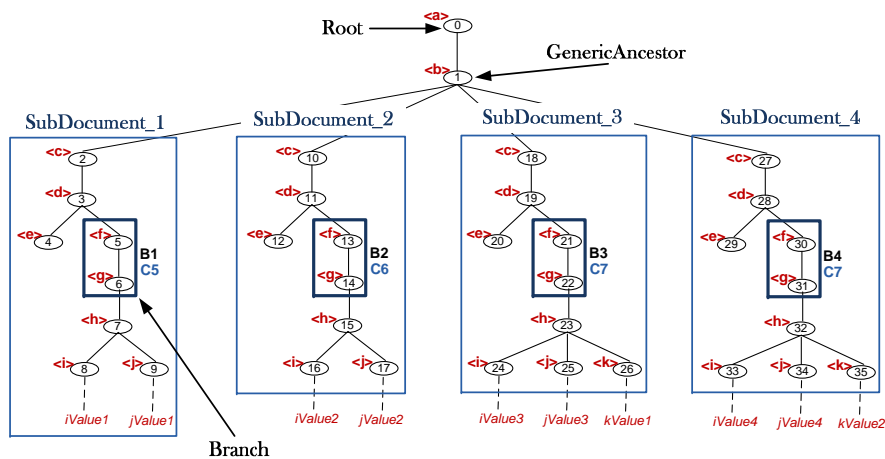 <a> 0
Root
GenericAncestor
<b> 1
SubDocument_1 SubDocument_2 SubDocument_3 SubDocument_4
<c> 2 <c> 10 <c> 18 <c> 27
<d> 3 <d> 11 <d> 19 <d> 28
<e> 4 <f> 5 B1 <e> 12 <f> 13 B2 <e> 20 <f> 21 B3 <e> 29 <f> 30 B4
C5 C6 C7 C7
<g> 6 <g> 14 <g> 22 <g> 31
<h> 7 <h> 15 <h> 23 <h> 32
<i> 8 <j> 9 <i> 16 <j> 17 <i> 24 <j> 25 <k> 26 <i> 33 <j> 34 <k> 35
iValue1 jValue1 iValue2 jValue2 iValue3 jValue3 kValue1 iValue4 jValue4 kValue2
Branch